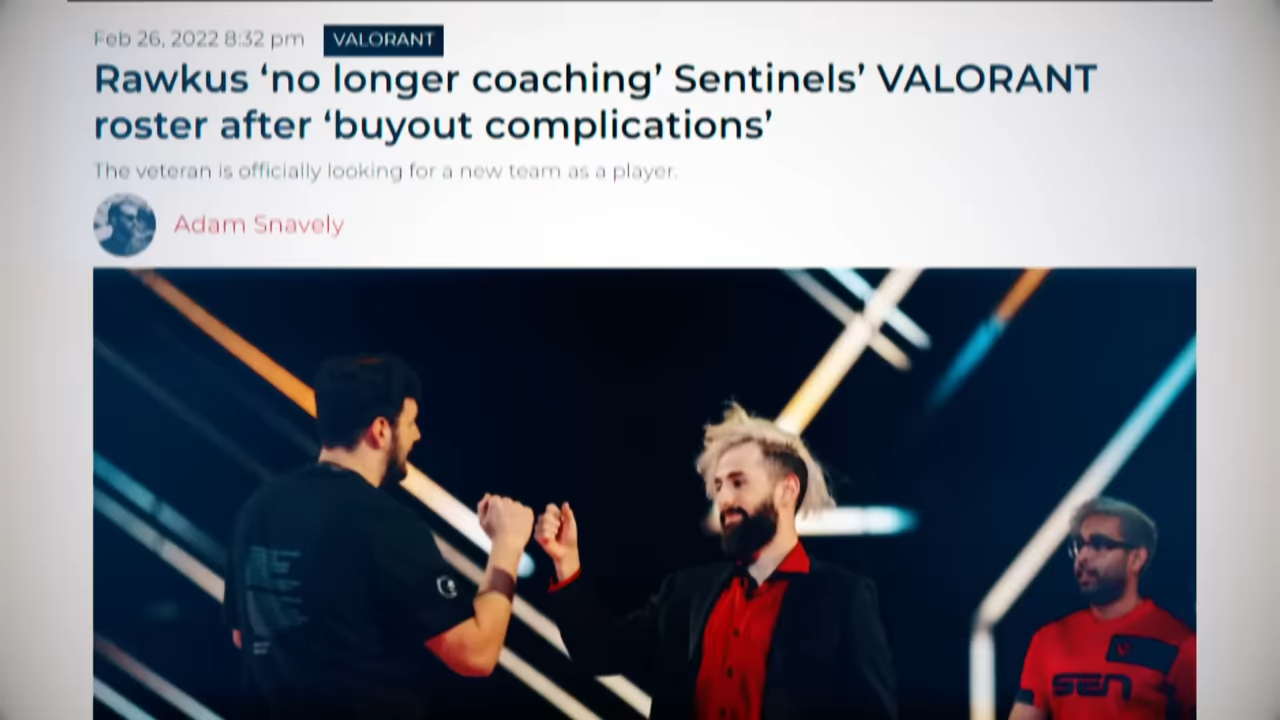 Feb 26, 2022 8:32 pm VALORANT
Rawkus ‘no longer coaching’ Sentinels’ VALORANT
roster after ‘buyout complications’
The veteran is officially looking for a new team as a player.
Adam Snavely
SEN